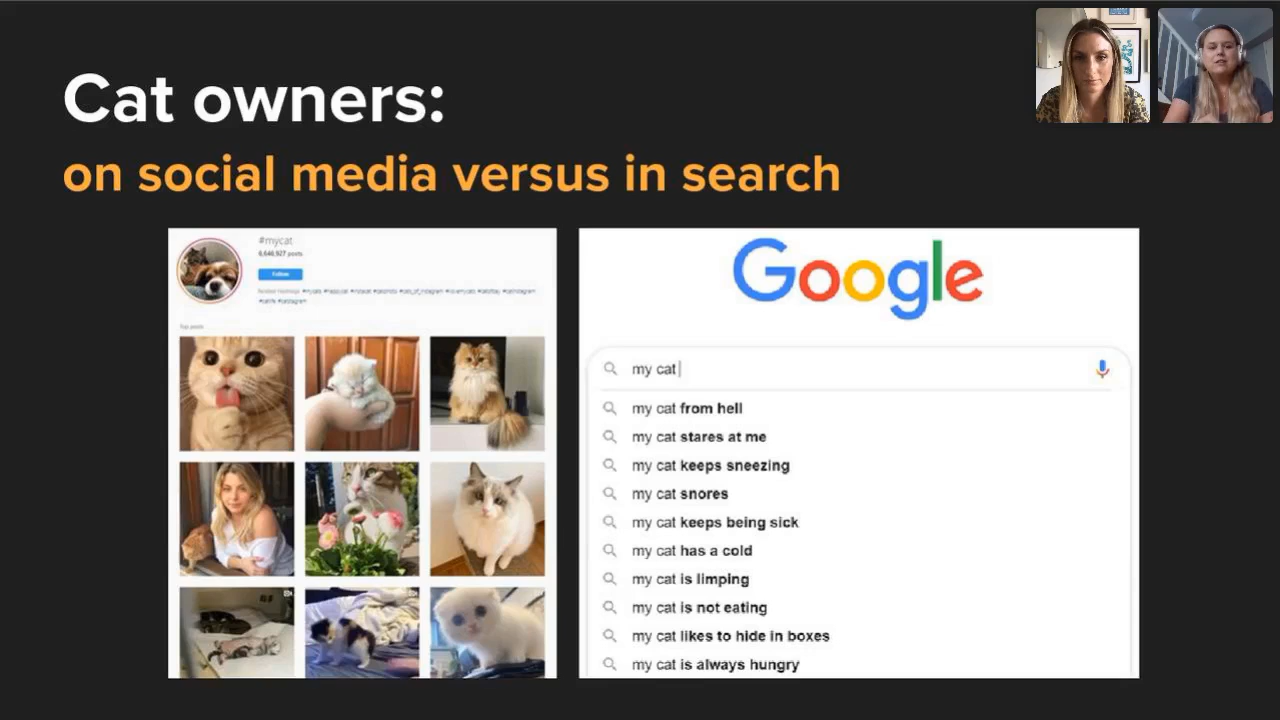 Cat owners:
on social media versus in search
#mycat
posts
Follow
Top posts
Google
my cat
my cat from hell
my cat stares at me
my cat keeps sneezing
my cat snores
my cat keeps being sick
my cat has a cold
my cat is limping
my cat is not eating
my cat likes to hide in boxes
my cat is always hungry